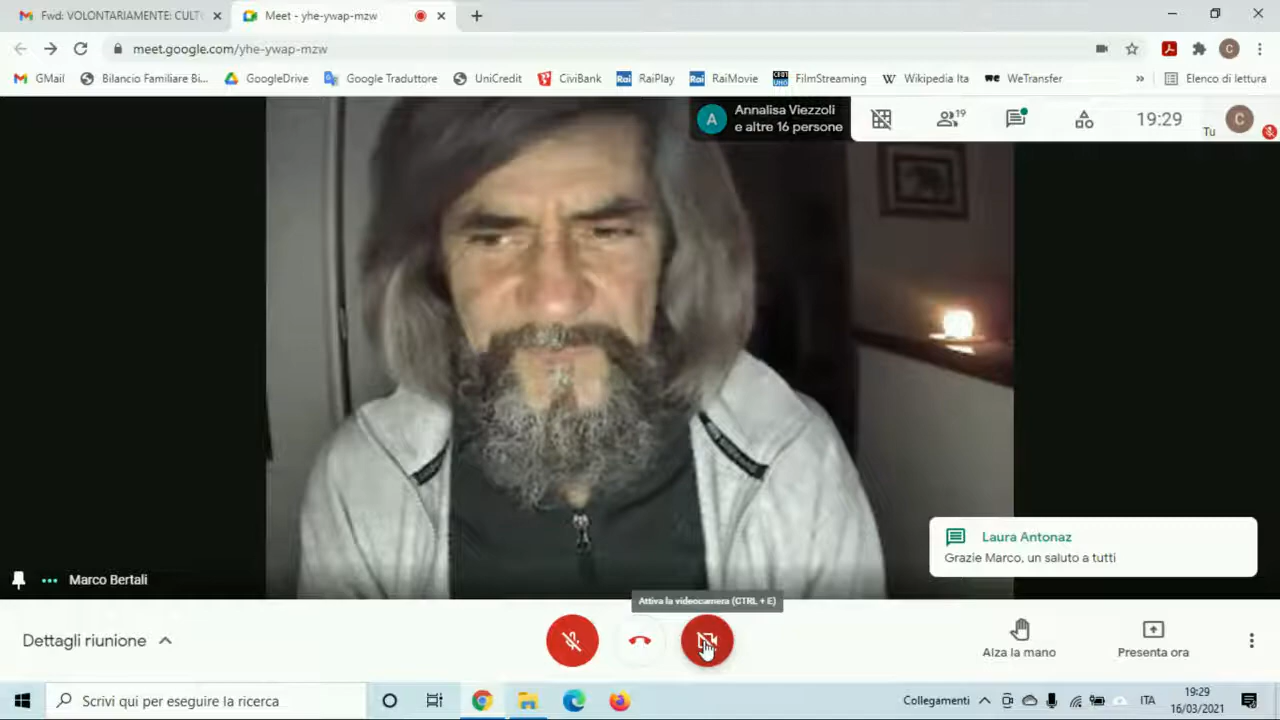 Fwd: VOLONTARIAMENTE: CULT
Meet - yhe-ywap-mzw
meet.google.com/yhe-ywap-mzw
C
GMail
Bilancio Familiare Bi...
GoogleDrive
Google Traduttore
UniCredit
CiviBank
Rai
RaiPlay
Rai
RaiMovie
FilmStreaming
W
Wikipedia Ita
we
WeTransfer
»
Elenco di lettura
A
Annalisa Viezzoli
e altre 16 persone
19
19:29
Tu
C
Laura Antonaz
Grazie Marco, un saluto a tutti
Marco Bertali
Attiva la videocamera (CTRL + E)
Dettagli riunione
Alza la mano
Presenta ora
Scrivi qui per eseguire la ricerca
Collegamenti
ITA
19:29
16/03/2021